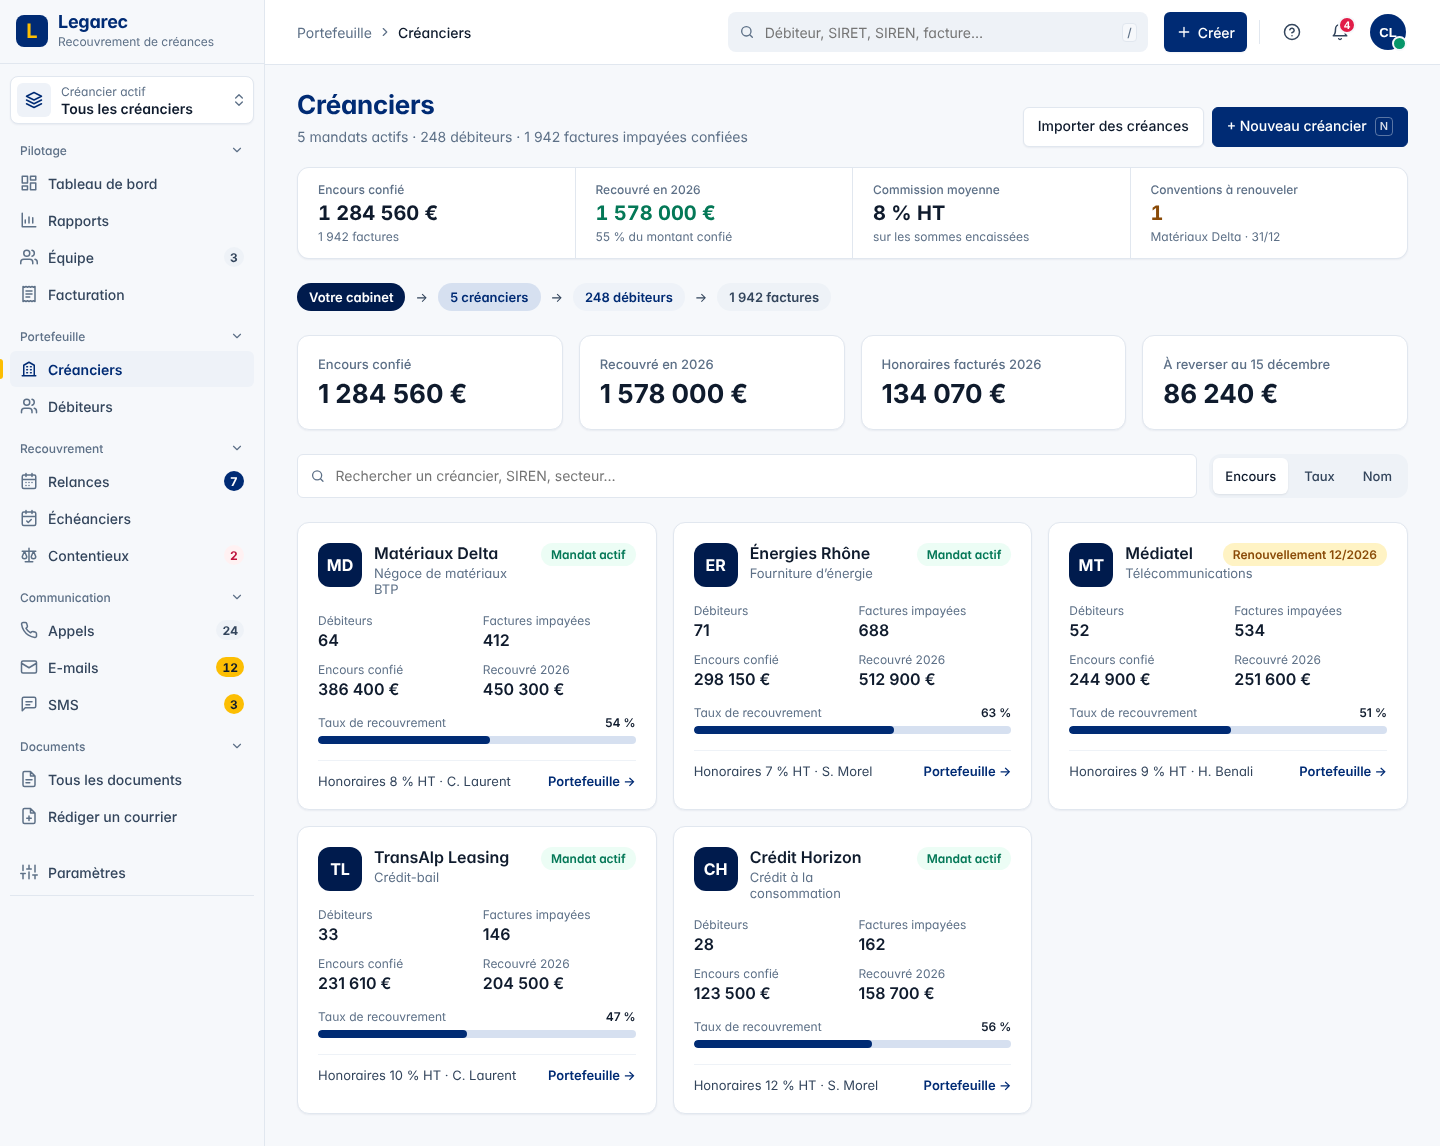 L
Legarec
Recouvrement de créances
Créancier actif
Tous les créanciers
Pilotage
Tableau de bord
Rapports
Équipe 3
Facturation
Portefeuille
Créanciers
Débiteurs
Recouvrement
Relances 7
Échéanciers
Contentieux 2
Communication
Appels 24
E-mails 12
SMS 3
Documents
Tous les documents
Rédiger un courrier
Paramètres
Portefeuille > Créanciers
Débiteur, SIRET, SIREN, facture… /
+ Créer
4
CL
Créanciers
5 mandats actifs · 248 débiteurs · 1 942 factures impayées confiées
Importer des créances
+ Nouveau créancier N
Encours confié
1 284 560 €
1 942 factures
Recouvré en 2026
1 578 000 €
55 % du montant confié
Commission moyenne
8 % HT
sur les sommes encaissées
Conventions à renouveler
1
Matériaux Delta · 31/12
Votre cabinet → 5 créanciers → 248 débiteurs → 1 942 factures
Encours confié
1 284 560 €
Recouvré en 2026
1 578 000 €
Honoraires facturés 2026
134 070 €
À reverser au 15 décembre
86 240 €
Rechercher un créancier, SIREN, secteur…
Encours Taux Nom
MD
Matériaux Delta
Mandat actif
Négoce de matériaux
BTP
Débiteurs
64
Factures impayées
412
Encours confié
386 400 €
Recouvré 2026
450 300 €
Taux de recouvrement 54 %
Honoraires 8 % HT · C. Laurent Portefeuille →
ER
Énergies Rhône
Mandat actif
Fourniture d’énergie
Débiteurs
71
Factures impayées
688
Encours confié
298 150 €
Recouvré 2026
512 900 €
Taux de recouvrement 63 %
Honoraires 7 % HT · S. Morel Portefeuille →
MT
Médiatel
Renouvellement 12/2026
Télécommunications
Débiteurs
52
Factures impayées
534
Encours confié
244 900 €
Recouvré 2026
251 600 €
Taux de recouvrement 51 %
Honoraires 9 % HT · H. Benali Portefeuille →
TL
TransAlp Leasing
Mandat actif
Crédit-bail
Débiteurs
33
Factures impayées
146
Encours confié
231 610 €
Recouvré 2026
204 500 €
Taux de recouvrement 47 %
Honoraires 10 % HT · C. Laurent Portefeuille →
CH
Crédit Horizon
Mandat actif
Crédit à la
consommation
Débiteurs
28
Factures impayées
162
Encours confié
123 500 €
Recouvré 2026
158 700 €
Taux de recouvrement 56 %
Honoraires 12 % HT · S. Morel Portefeuille →